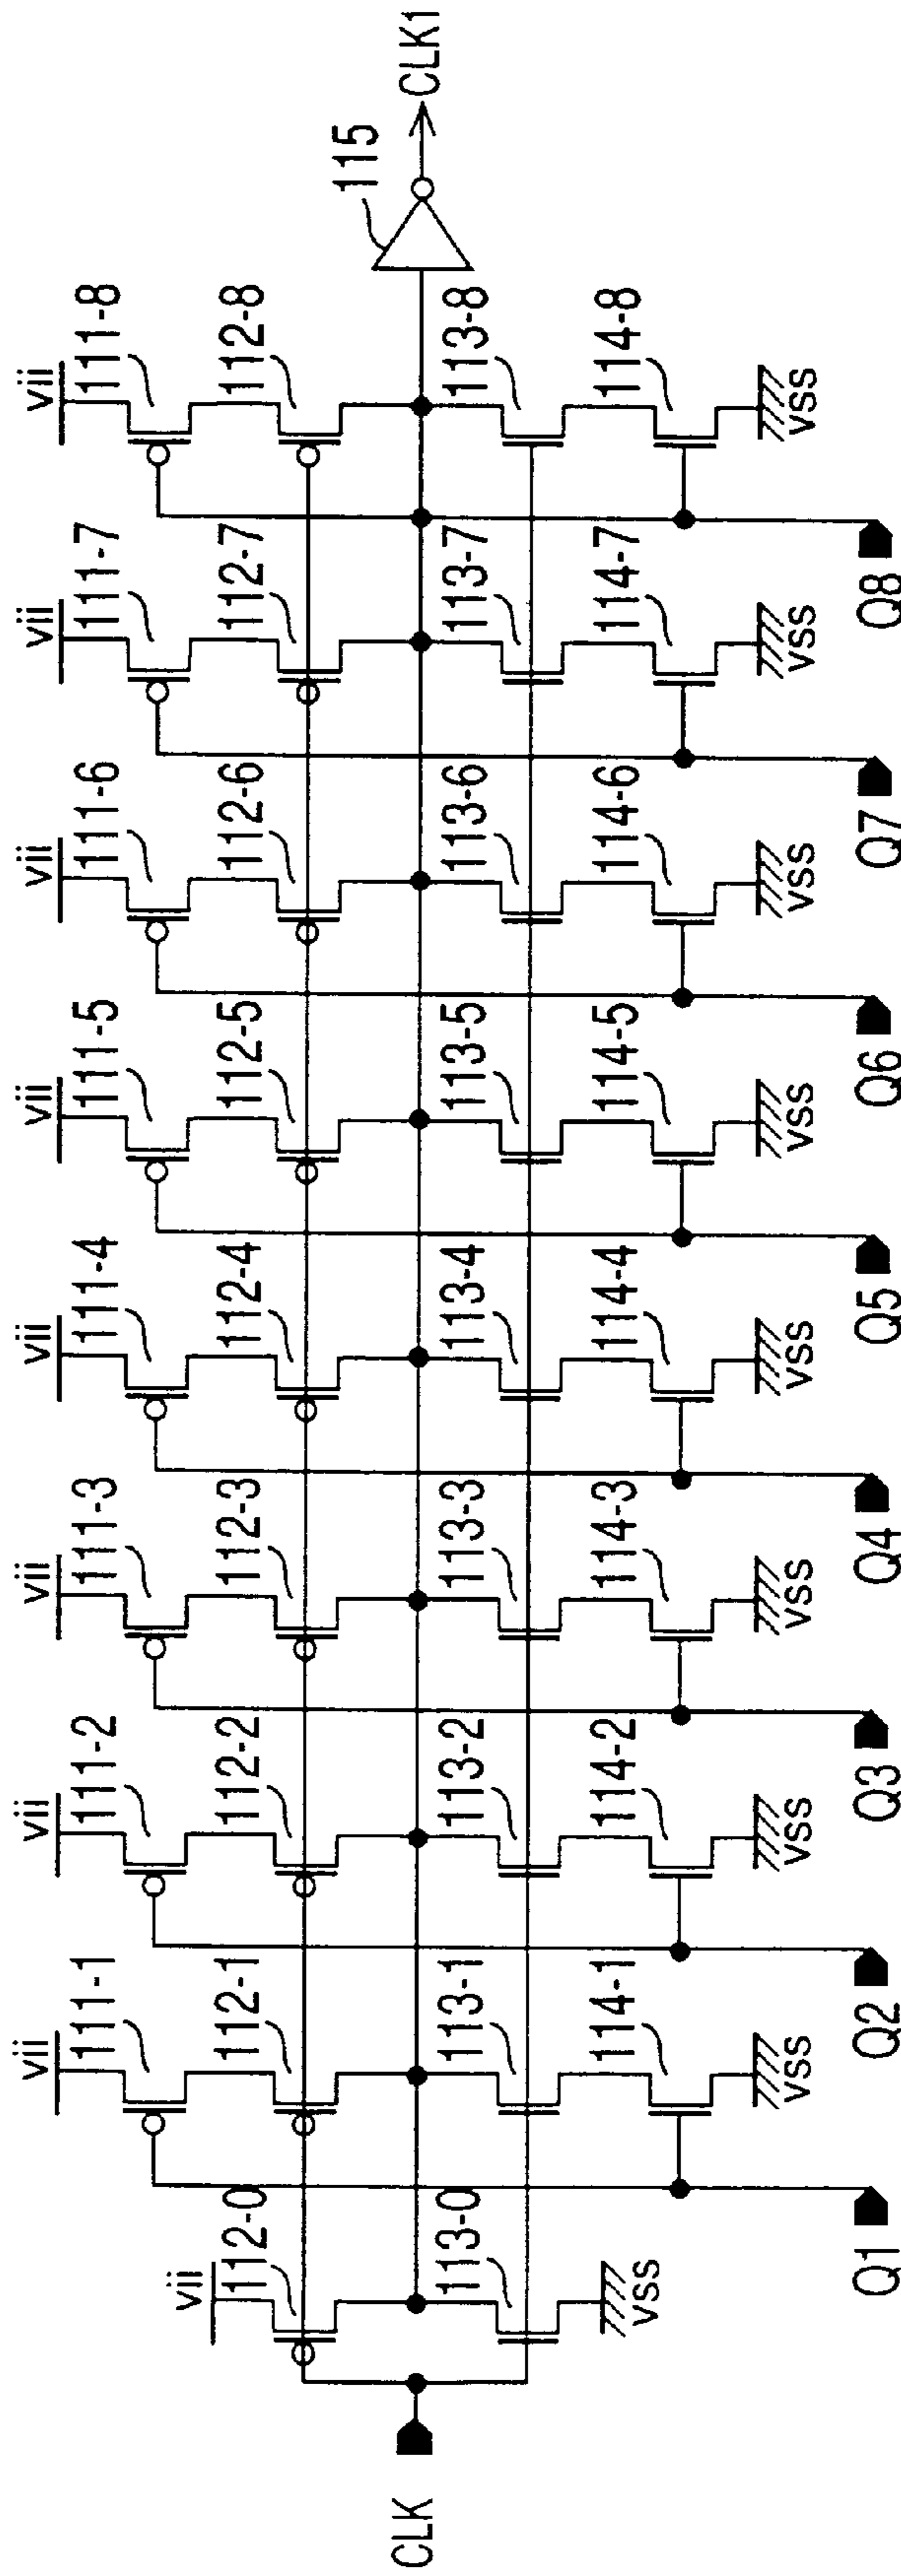 vii
112-0
113-0
VSS
CLK
vii
111-1
112-1
113-1
114-1
VSS
Q1
vii
111-2
112-2
113-2
114-2
VSS
Q2
vii
111-3
112-3
113-3
114-3
VSS
Q3
vii
111-4
112-4
113-4
114-4
VSS
Q4
vii
111-5
112-5
113-5
114-5
VSS
Q5
vii
111-6
112-6
113-6
114-6
VSS
Q6
vii
111-7
112-7
113-7
114-7
VSS
Q7
vii
111-8
112-8
113-8
114-8
VSS
Q8
115
CLK1